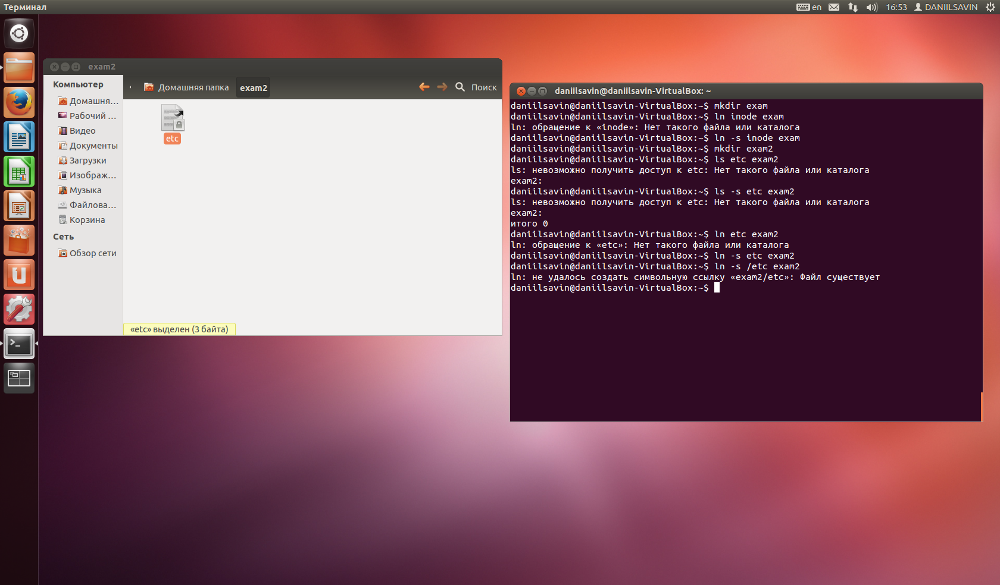 Терминал
en
16:53
DANIILSAVIN
exam2
Компьютер
Домашня...
Рабочий ...
Видео
Документы
Загрузки
Изображ...
Музыка
Файлова...
Корзина
Сеть
Обзор сети
Домашняя папка
exam2
Поиск
etc
«etc» выделен (3 байта)
daniilsavin@daniilsavin-VirtualBox: ~
daniilsavin@daniilsavin-VirtualBox:~$ mkdir exam
daniilsavin@daniilsavin-VirtualBox:~$ ln inode exam
ln: обращение к «inode»: Нет такого файла или каталога
daniilsavin@daniilsavin-VirtualBox:~$ ln -s inode exam
daniilsavin@daniilsavin-VirtualBox:~$ mkdir exam2
daniilsavin@daniilsavin-VirtualBox:~$ ls etc exam2
ls: невозможно получить доступ к etc: Нет такого файла или каталога
exam2:
daniilsavin@daniilsavin-VirtualBox:~$ ls -s etc exam2
ls: невозможно получить доступ к etc: Нет такого файла или каталога
exam2:
итого 0
daniilsavin@daniilsavin-VirtualBox:~$ ln etc exam2
ln: обращение к «etc»: Нет такого файла или каталога
daniilsavin@daniilsavin-VirtualBox:~$ ln -s etc exam2
daniilsavin@daniilsavin-VirtualBox:~$ ln -s /etc exam2
ln: не удалось создать символьную ссылку «exam2/etc»: Файл существует
daniilsavin@daniilsavin-VirtualBox:~$